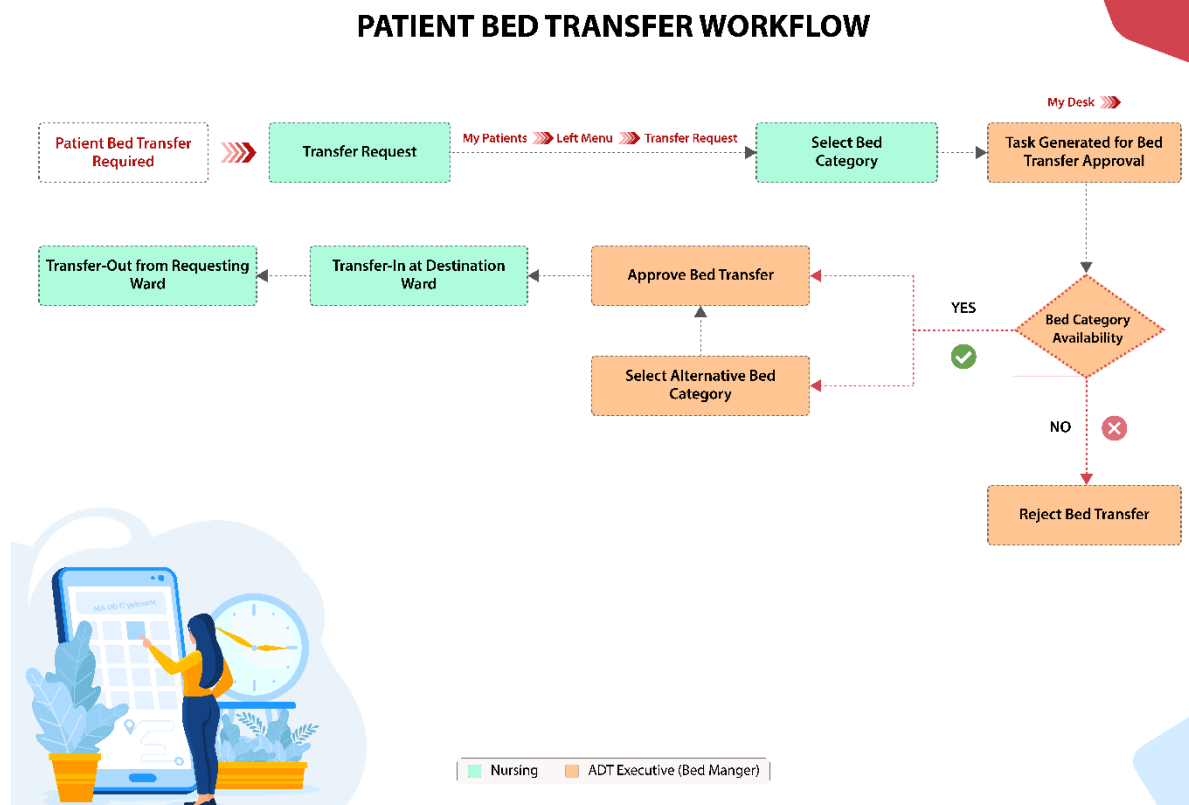 PATIENT BED TRANSFER WORKFLOW
My Desk
Patient Bed Transfer
Required
Transfer Request
My Patients
Left Menu
Transfer Request
Select Bed
Category
Task Generated for Bed
Transfer Approval
Transfer-Out from Requesting
Ward
Transfer-In at Destination
Ward
Approve Bed Transfer
YES
Bed Category
Availability
Select Alternative Bed
Category
NO
Reject Bed Transfer
Nursing
ADT Executive (Bed Manger)